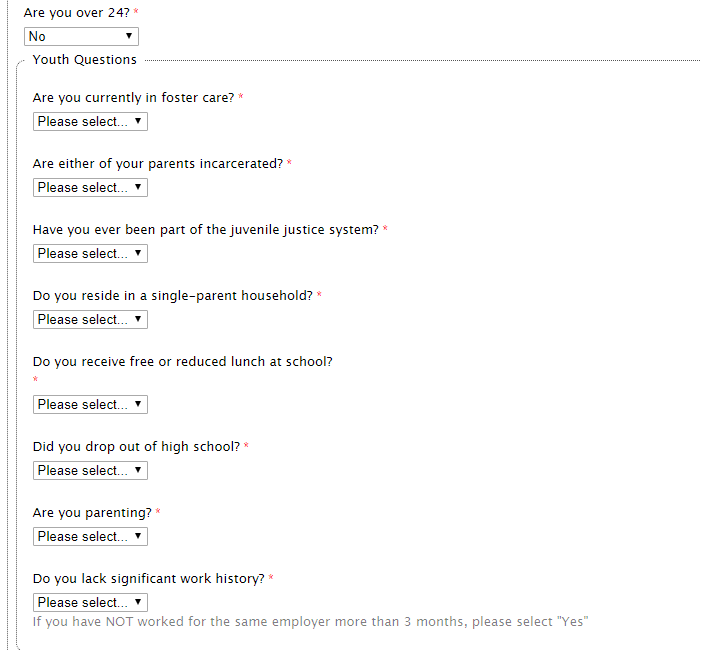 Are you over 24? *
No
Youth Questions
Are you currently in foster care? *
Please select...
Are either of your parents incarcerated? *
Please select...
Have you ever been part of the juvenile justice system? *
Please select...
Do you reside in a single-parent household? *
Please select...
Do you receive free or reduced lunch at school?
*
Please select...
Did you drop out of high school? *
Please select...
Are you parenting? *
Please select...
Do you lack significant work history? *
Please select...
If you have NOT worked for the same employer more than 3 months, please select "Yes"